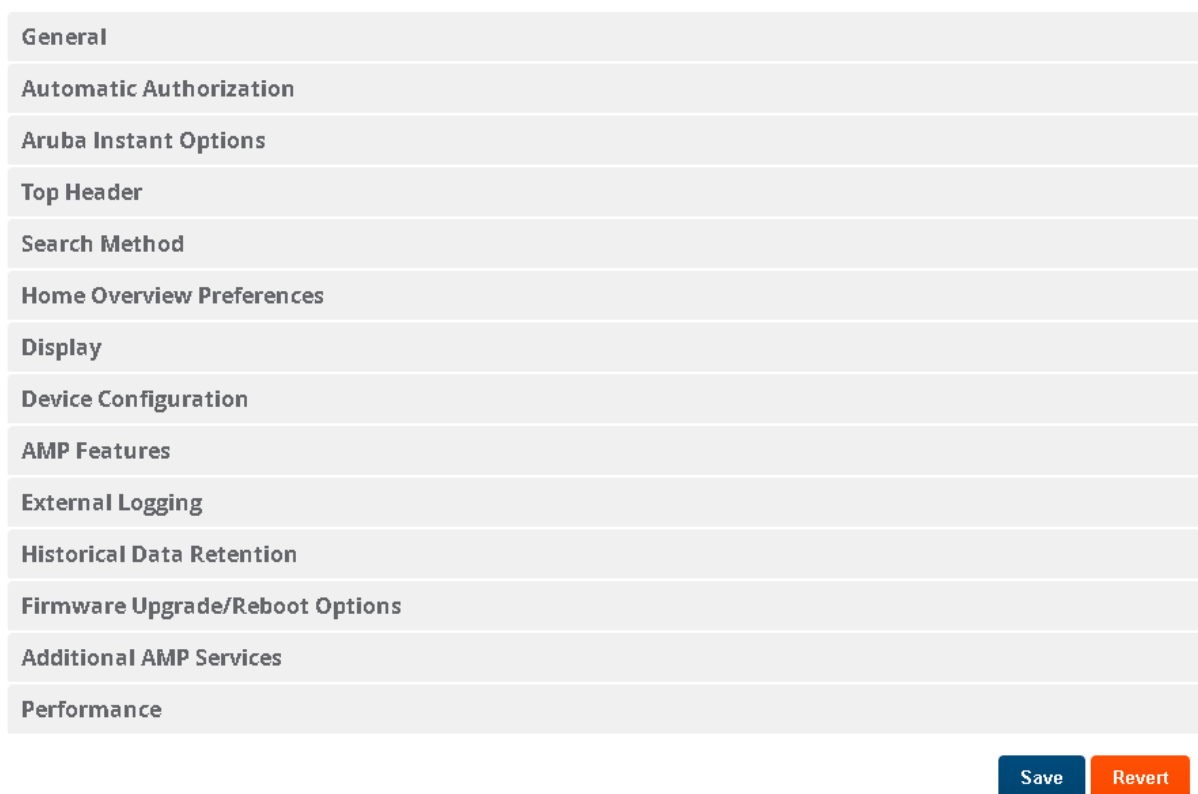 General
Automatic Authorization
Aruba Instant Options
Top Header
Search Method
Home Overview Preferences
Display
Device Configuration
AMP Features
External Logging
Historical Data Retention
Firmware Upgrade/Reboot Options
Additional AMP Services
Performance
Save Revert